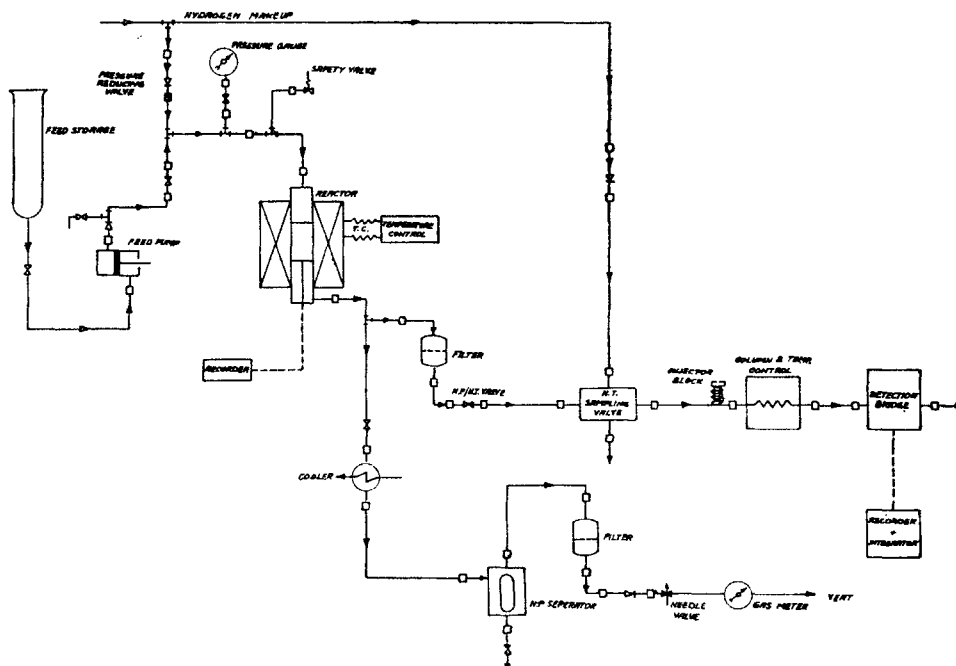 HYDROGEN MAKEUP
PRESSURE GAUGE
SAFETY VALVE
PRESSURE
REDUCING
VALVE
FEED STORAGE
REACTOR
T.C.
TEMPERATURE
CONTROL
FEED PUMP
FILTER
RECORDER
H.P/H.T. VALVE
H.T.
SAMPLING
VALVE
INJECTOR
BLOCK
COLUMN & TEMP.
CONTROL
DETECTION
BRIDGE
COOLER
FILTER
RECORDER
+
INTEGRATOR
H.P SEPERATOR
NEEDLE
VALVE
GAS METER
VENT